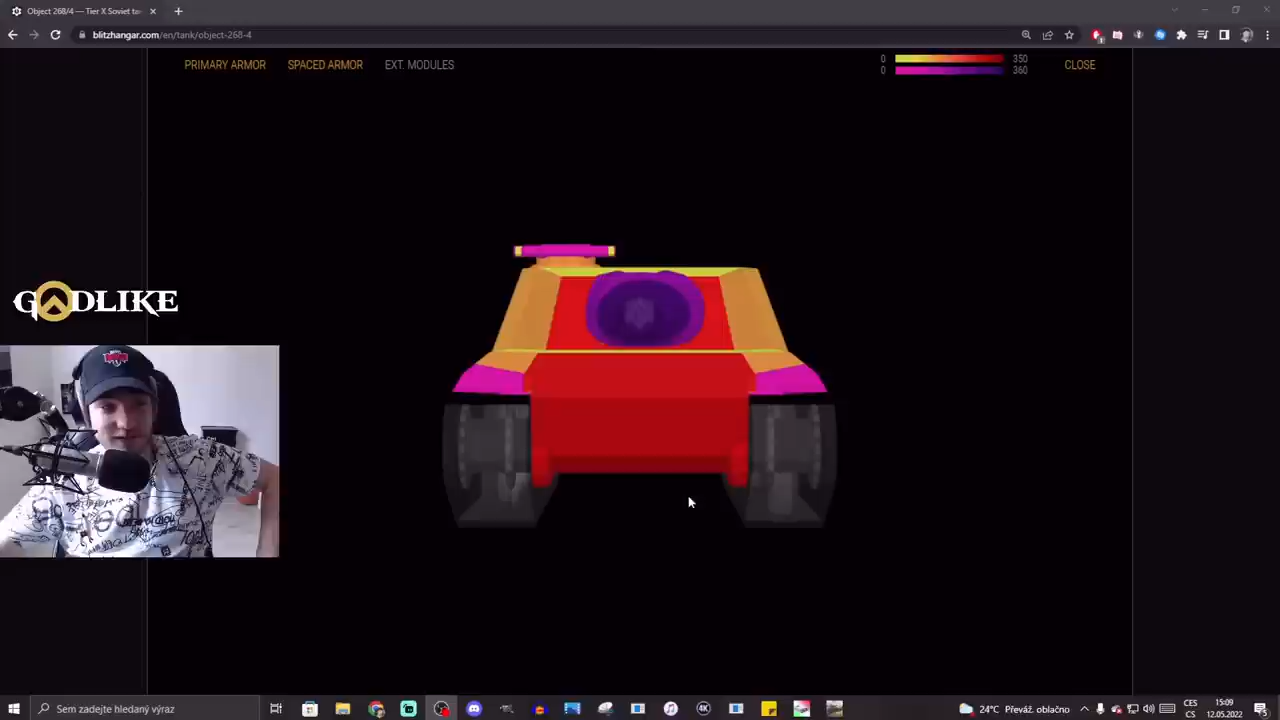 Object 268/4 — Tier X Soviet ta
blitzhangar.com/en/tank/object-268-4
PRIMARY ARMOR
SPACED ARMOR
EXT. MODULES
0
350
0
360
CLOSE
GODLIKE
Sem zadejte hledaný výraz
4K
24°C Převáž. oblačno
CES
CS
15:09
12.05.2022